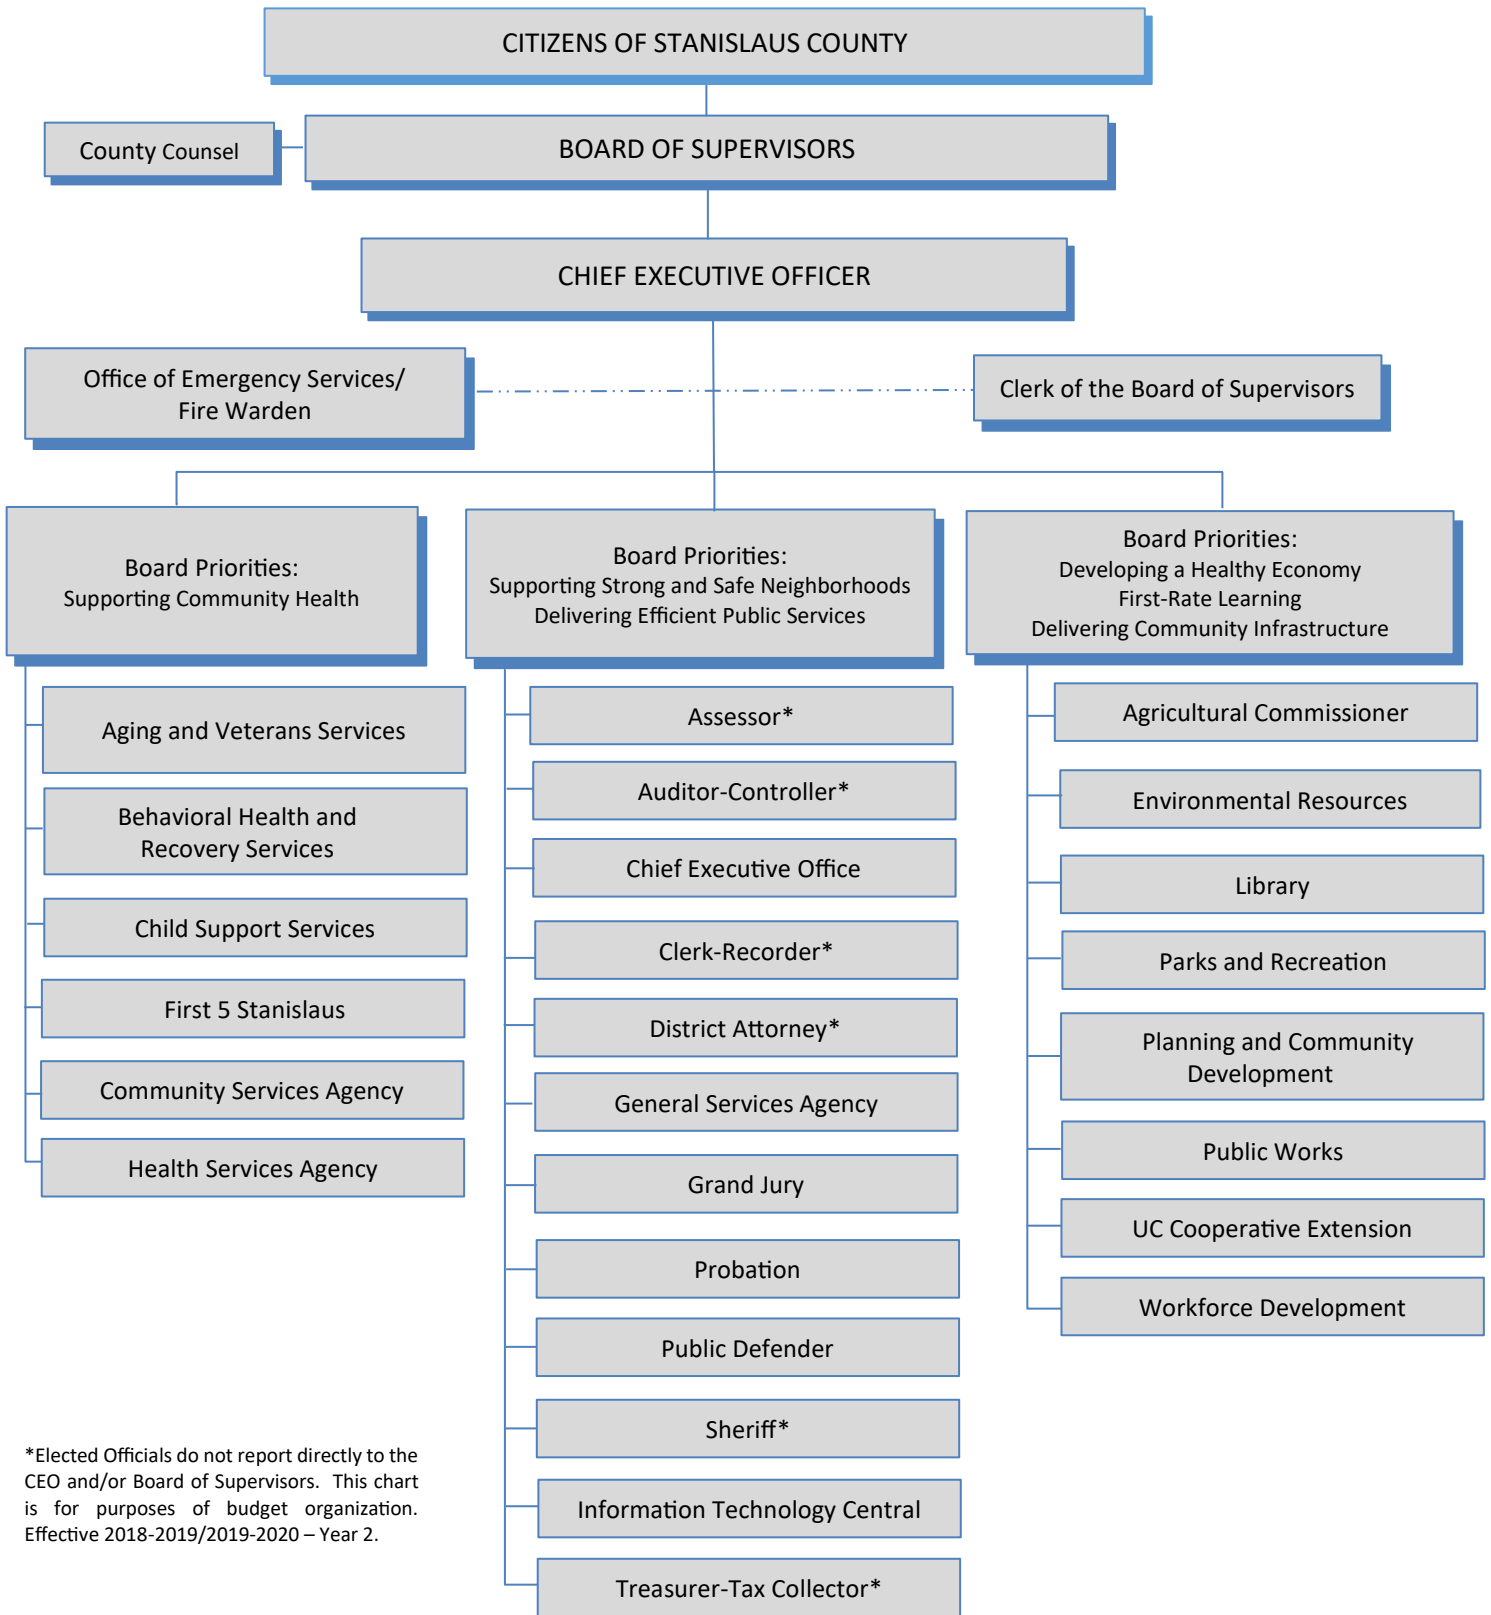 CITIZENS OF STANISLAUS COUNTY
County Counsel
BOARD OF SUPERVISORS
CHIEF EXECUTIVE OFFICER
Office of Emergency Services/
Fire Warden
Clerk of the Board of Supervisors
Board Priorities:
Supporting Community Health
Board Priorities:
Supporting Strong and Safe Neighborhoods
Delivering Efficient Public Services
Board Priorities:
Developing a Healthy Economy
First-Rate Learning
Delivering Community Infrastructure
Aging and Veterans Services
Behavioral Health and
Recovery Services
Child Support Services
First 5 Stanislaus
Community Services Agency
Health Services Agency
Assessor*
Auditor-Controller*
Chief Executive Office
Clerk-Recorder*
District Attorney*
General Services Agency
Grand Jury
Probation
Public Defender
Sheriff*
Information Technology Central
Treasurer-Tax Collector*
Agricultural Commissioner
Environmental Resources
Library
Parks and Recreation
Planning and Community
Development
Public Works
UC Cooperative Extension
Workforce Development
*Elected Officials do not report directly to the
CEO and/or Board of Supervisors. This chart
is for purposes of budget organization.
Effective 2018-2019/2019-2020 – Year 2.